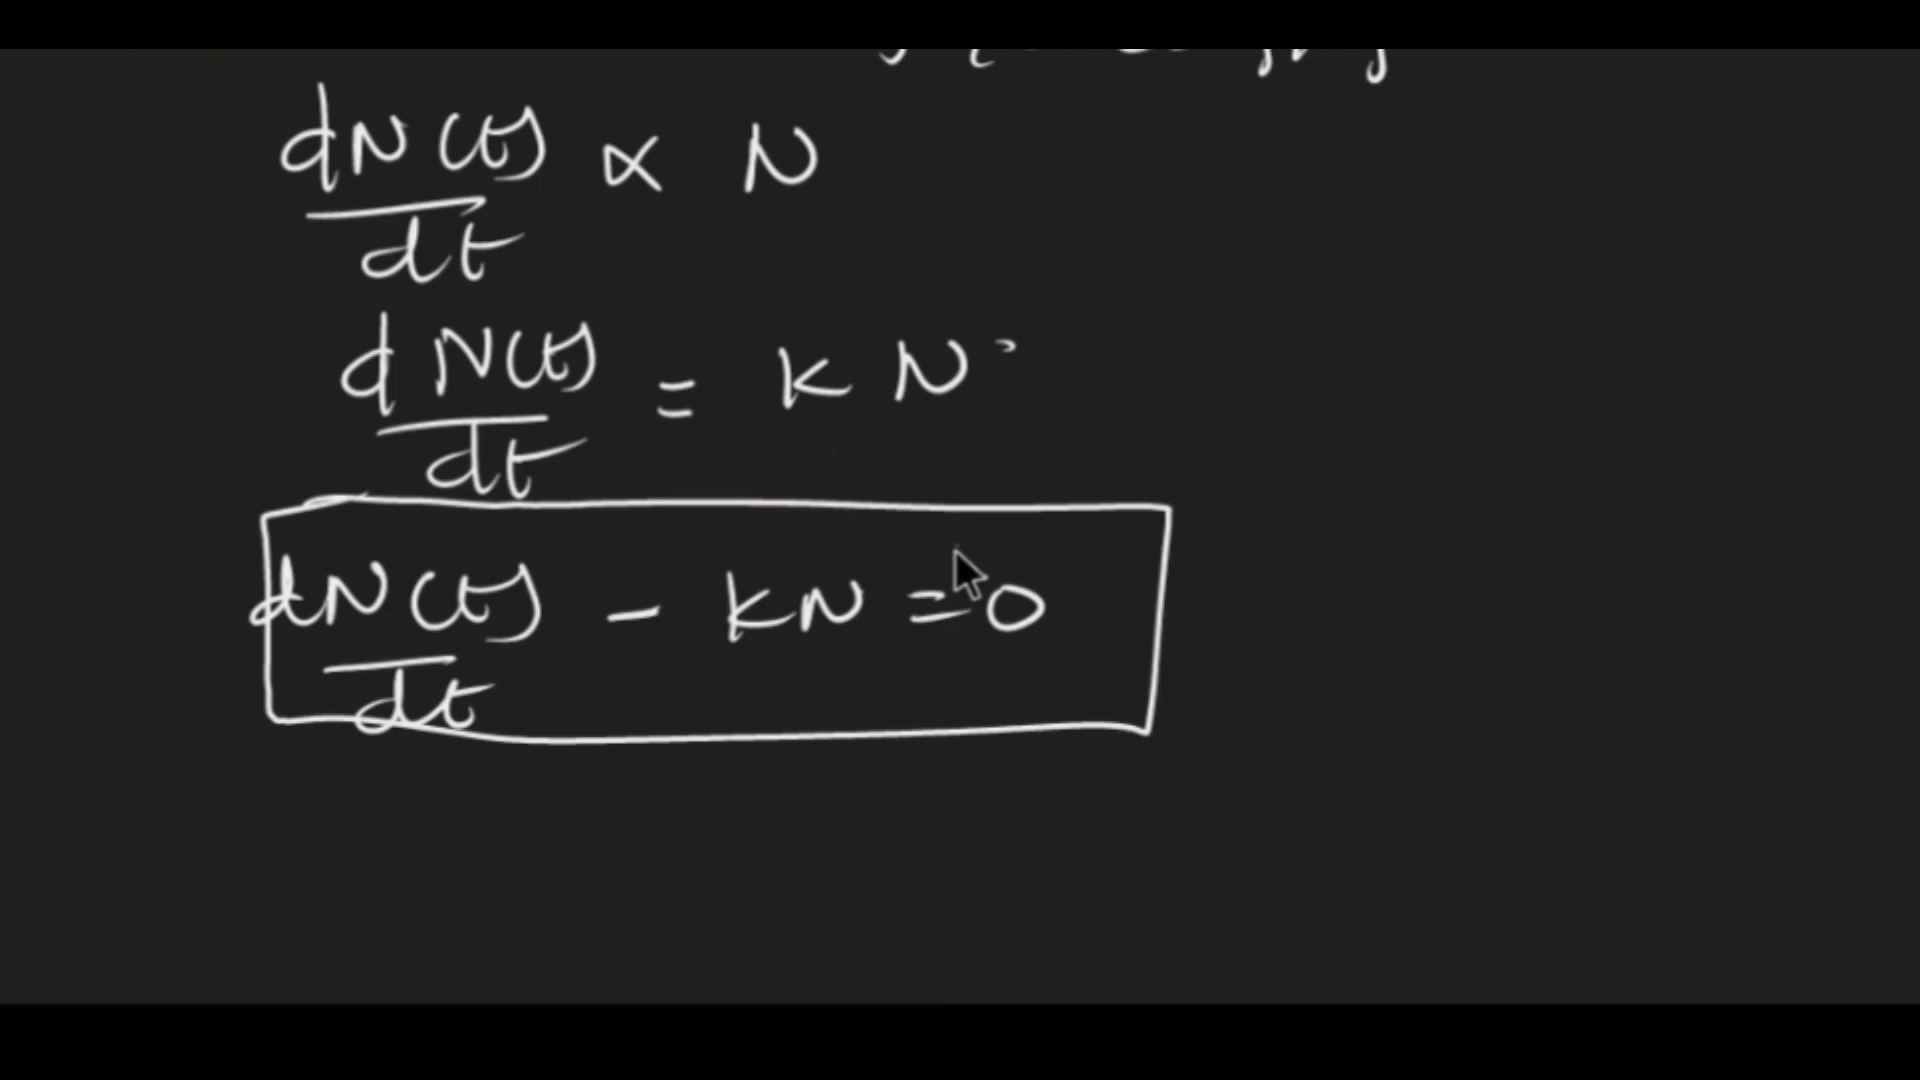 dN(t)/dt ∝ N
dN(t)/dt = kN
dN(t)/dt - kN = 0